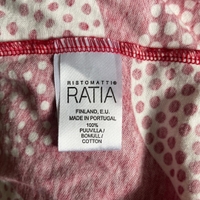 RISTOMATTI®
RATIA
FINLAND, E.U.
MADE IN PORTUGAL
100%
PUUVILLA /
BOMULL /
COTTON